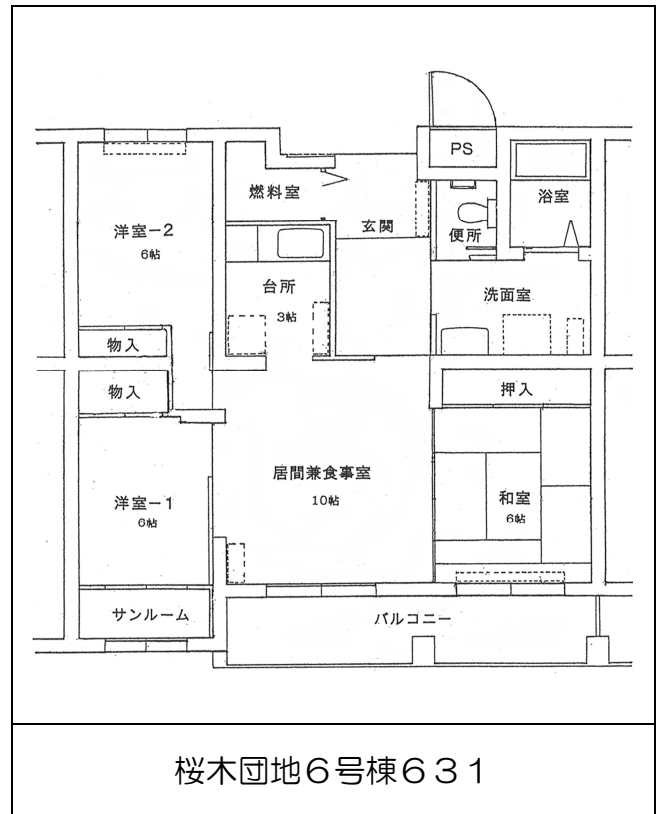 PS
燃料室
浴室
洋室ー2
6帖
玄関
便所
台所
3帖
洗面室
物入
物入
押入
居間兼食事室
10帖
洋室ー1
6帖
和室
6帖
サンルーム
バルコニー
桜木団地6号棟631